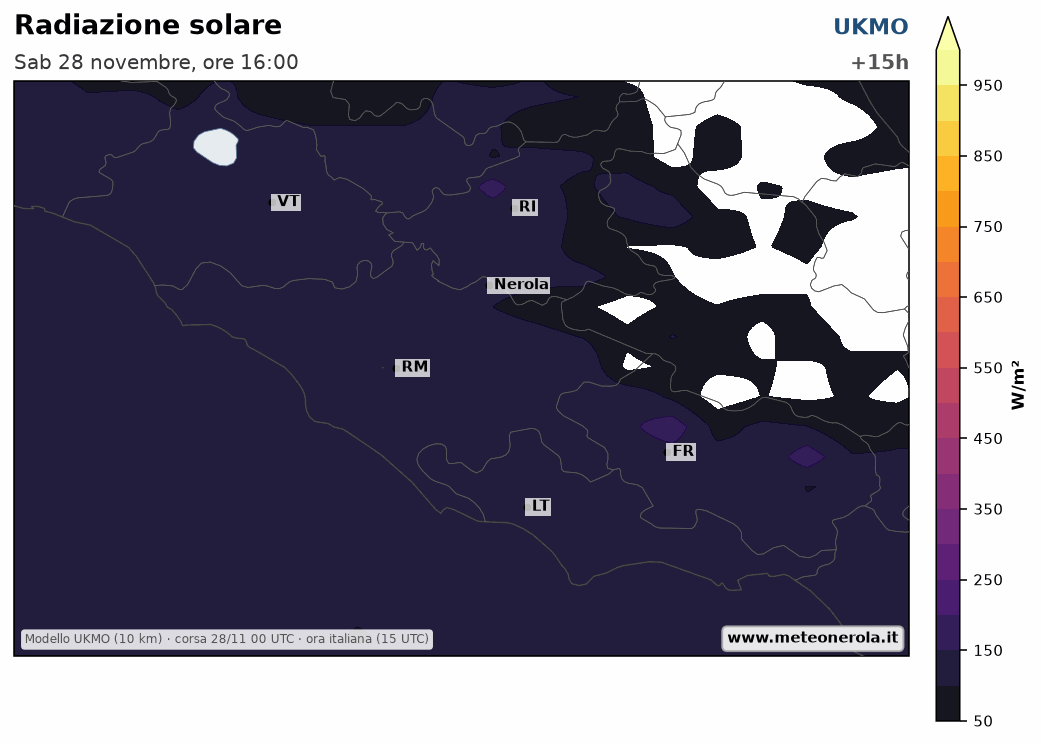 Radiazione solare
UKMO
Sab 28 novembre, ore 16:00
+15h
VT
RI
Nerola
RM
FR
LT
950
850
750
650
550
450
350
250
150
50
W/m²
Modello UKMO (10 km) · corsa 28/11 00 UTC · ora italiana (15 UTC)
www.meteonerola.it